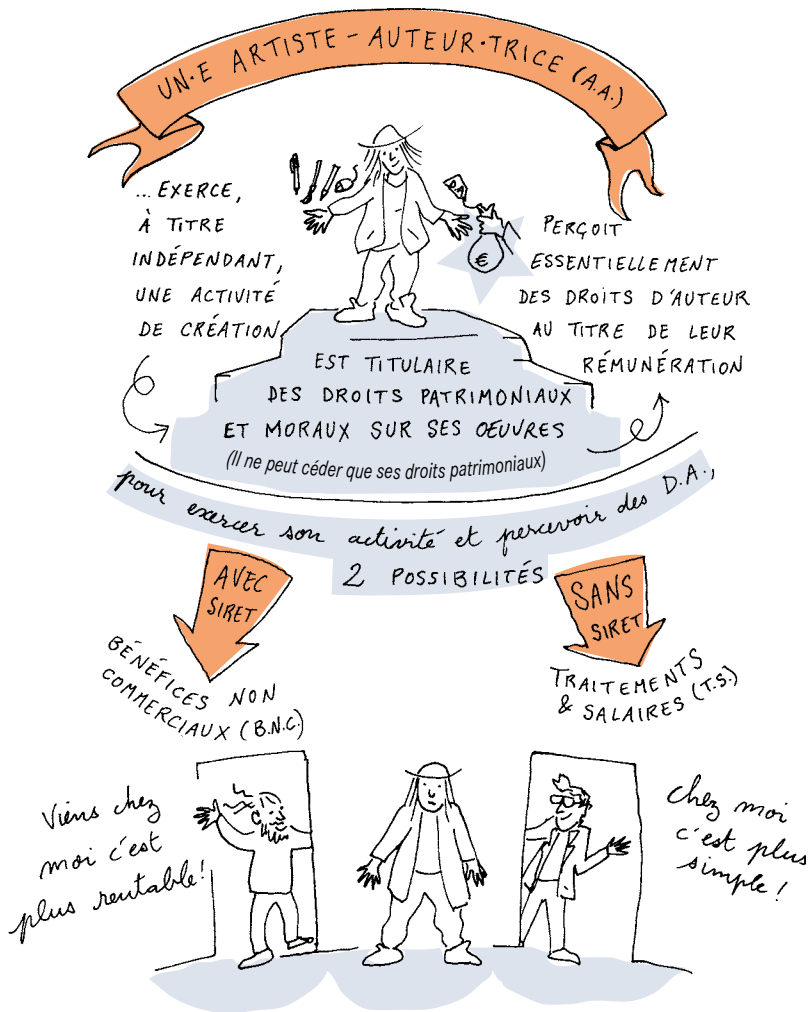 UN·E ARTISTE-AUTEUR·TRICE (A.A.)
... EXERCE,
À TITRE
INDÉPENDANT,
UNE ACTIVITÉ
DE CRÉATION
D.A
€
PERÇOIT
ESSENTIELLEMENT
DES DROITS D'AUTEUR
AU TITRE DE LEUR
RÉMUNÉRATION
EST TITULAIRE
DES DROITS PATRIMONIAUX
ET MORAUX SUR SES OEUVRES
(Il ne peut céder que ses droits patrimoniaux)
pour exercer son activité et percevoir des D.A.,
2 POSSIBILITÉS
AVEC
SIRET
BÉNÉFICES NON
COMMERCIAUX (B.N.C.)
SANS
SIRET
TRAITEMENTS
& SALAIRES (T.S.)
Viens chez
moi c'est
plus rentable!
chez moi
c'est plus
simple!